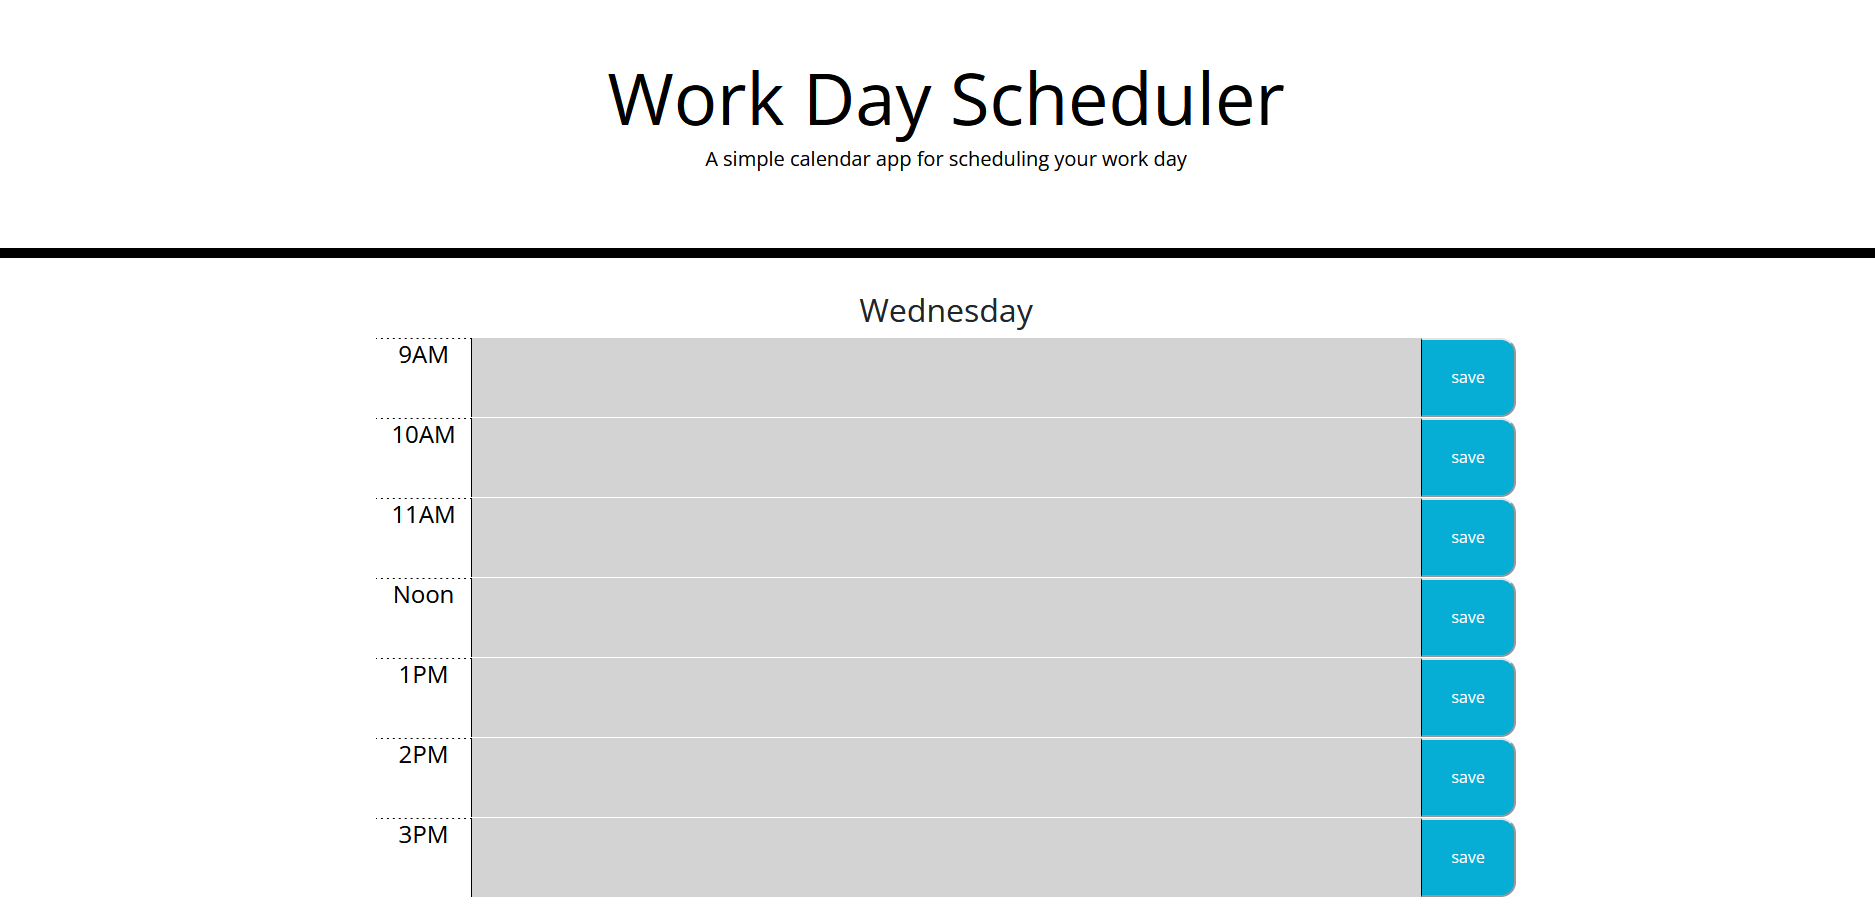 Work Day Scheduler
A simple calendar app for scheduling your work day
Wednesday
9AM save
10AM save
11AM save
Noon save
1PM save
2PM save
3PM save